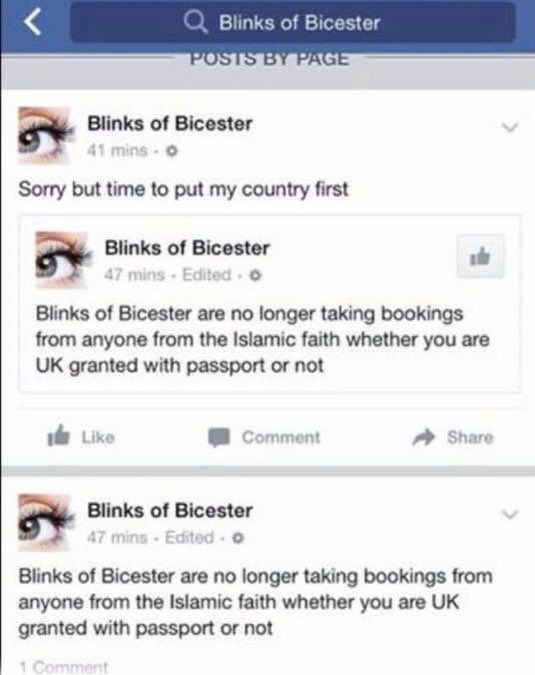 Blinks of Bicester
POSTS BY PAGE
Blinks of Bicester
41 mins ·
Sorry but time to put my country first
Blinks of Bicester
47 mins · Edited ·
Blinks of Bicester are no longer taking bookings
from anyone from the Islamic faith whether you are
UK granted with passport or not
Like
Comment
Share
Blinks of Bicester
47 mins · Edited ·
Blinks of Bicester are no longer taking bookings from
anyone from the Islamic faith whether you are UK
granted with passport or not
1 Comment